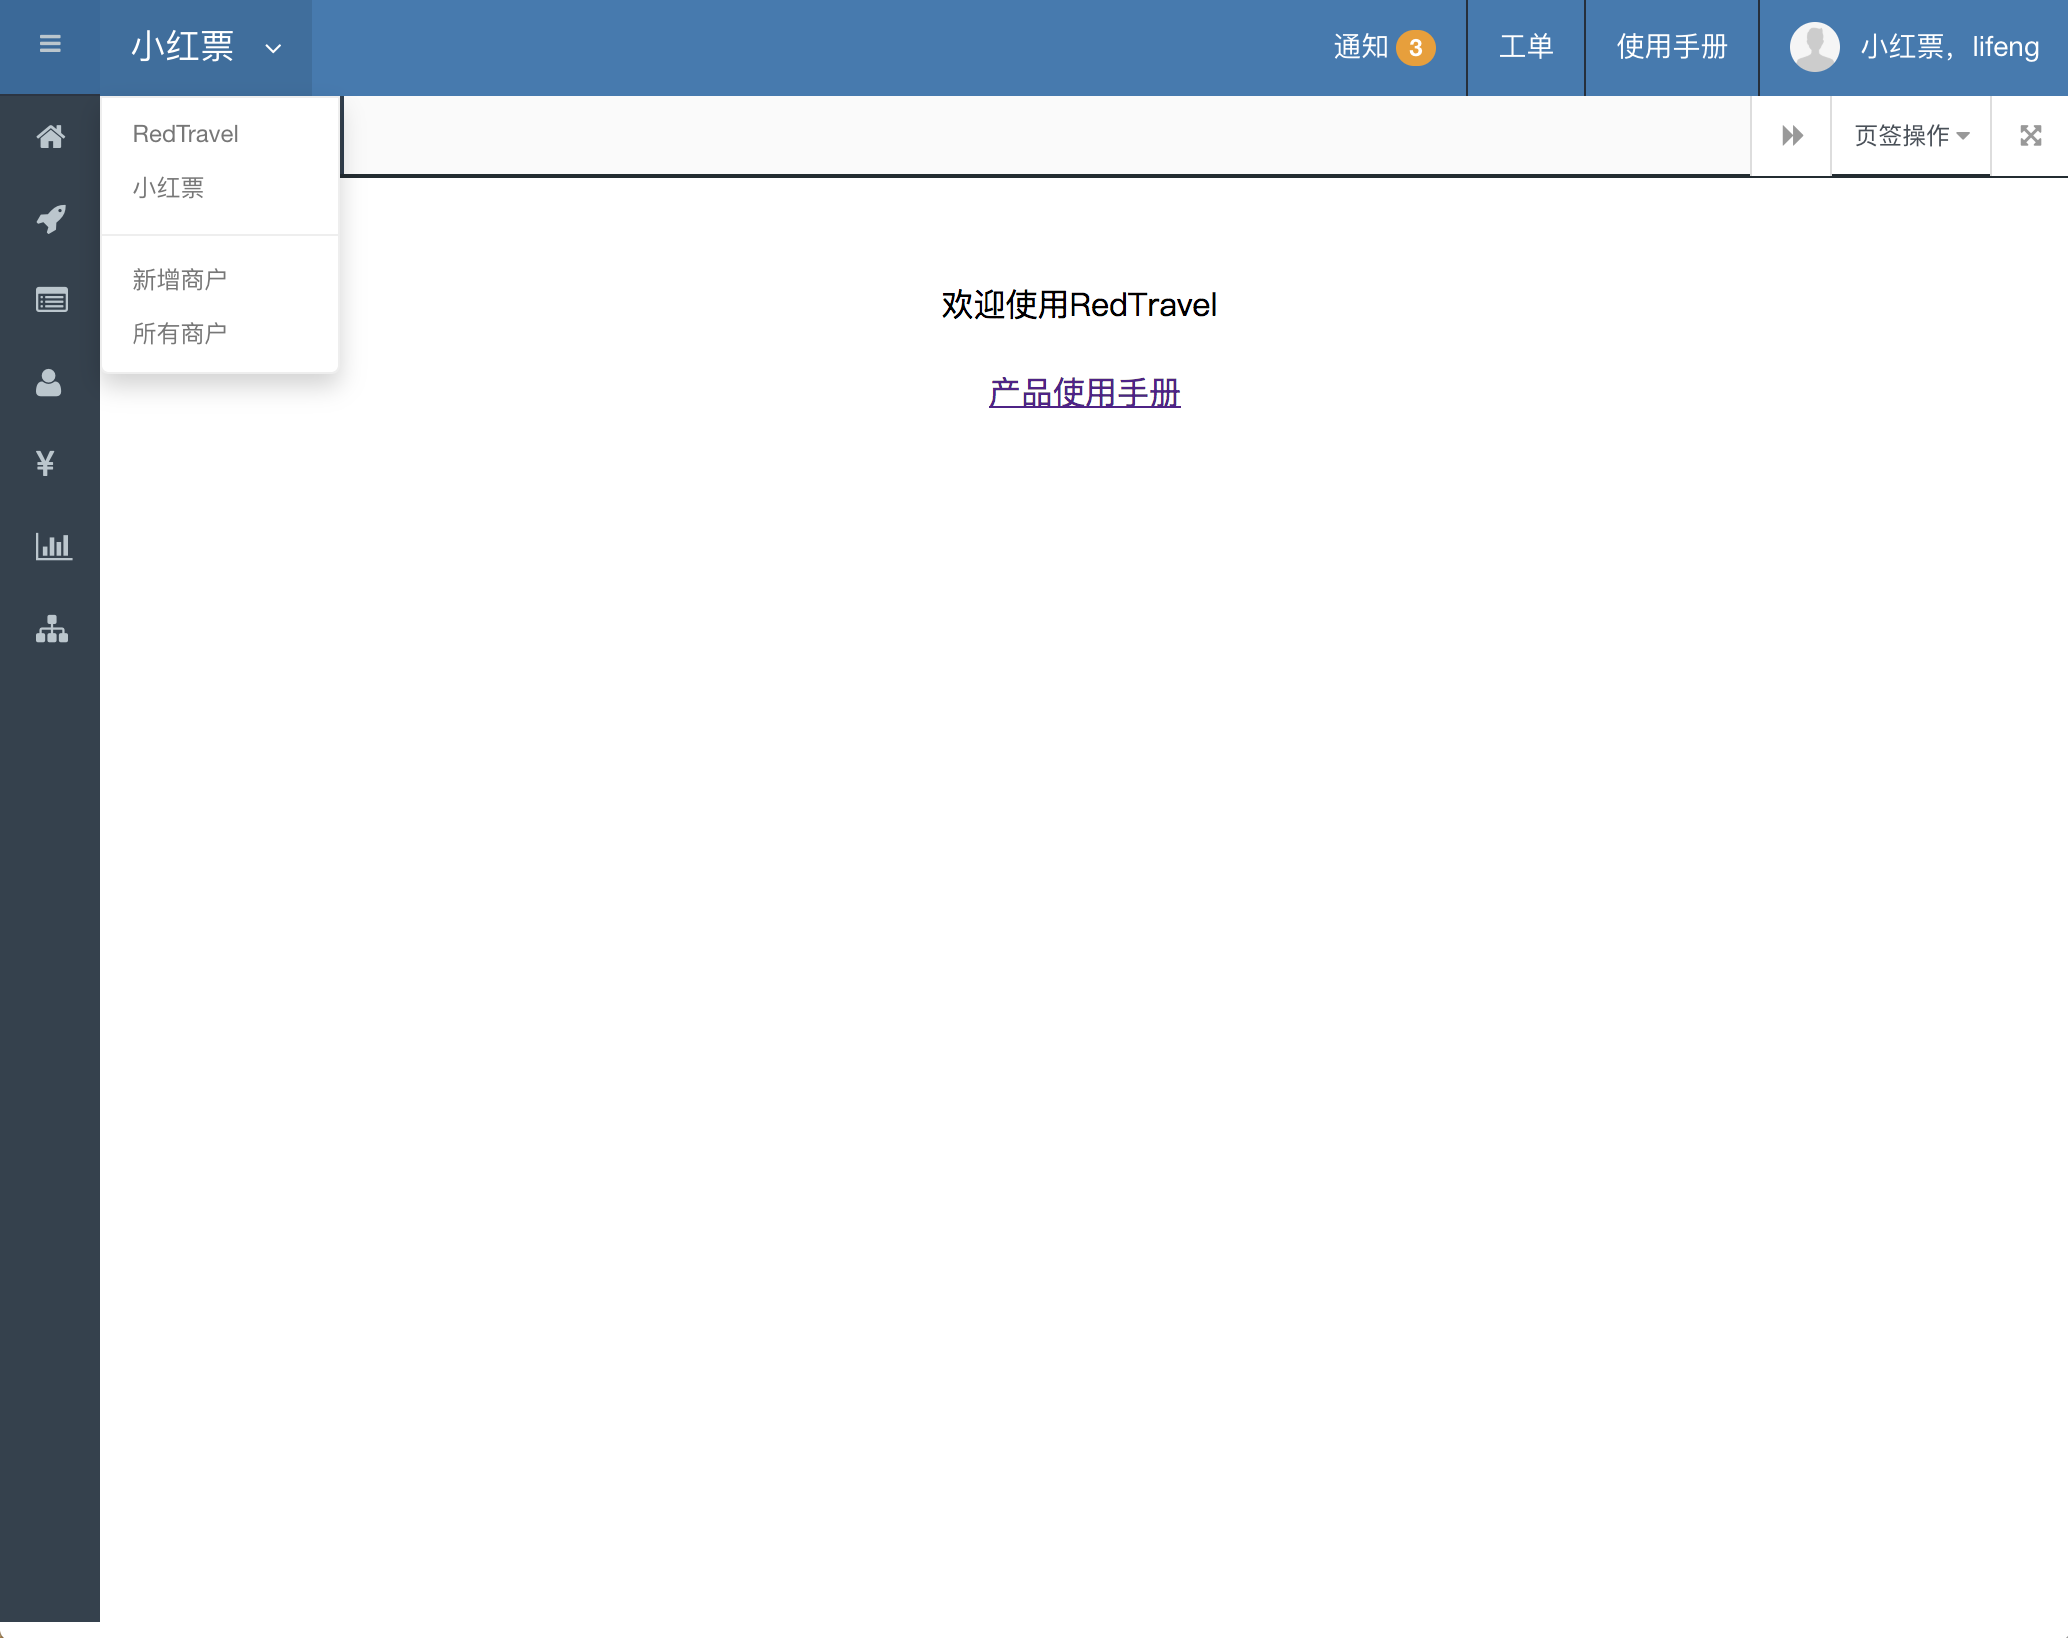 小红票
通知 3
工单
使用手册
小红票，lifeng
RedTravel
小红票
新增商户
所有商户
页签操作
欢迎使用RedTravel
产品使用手册